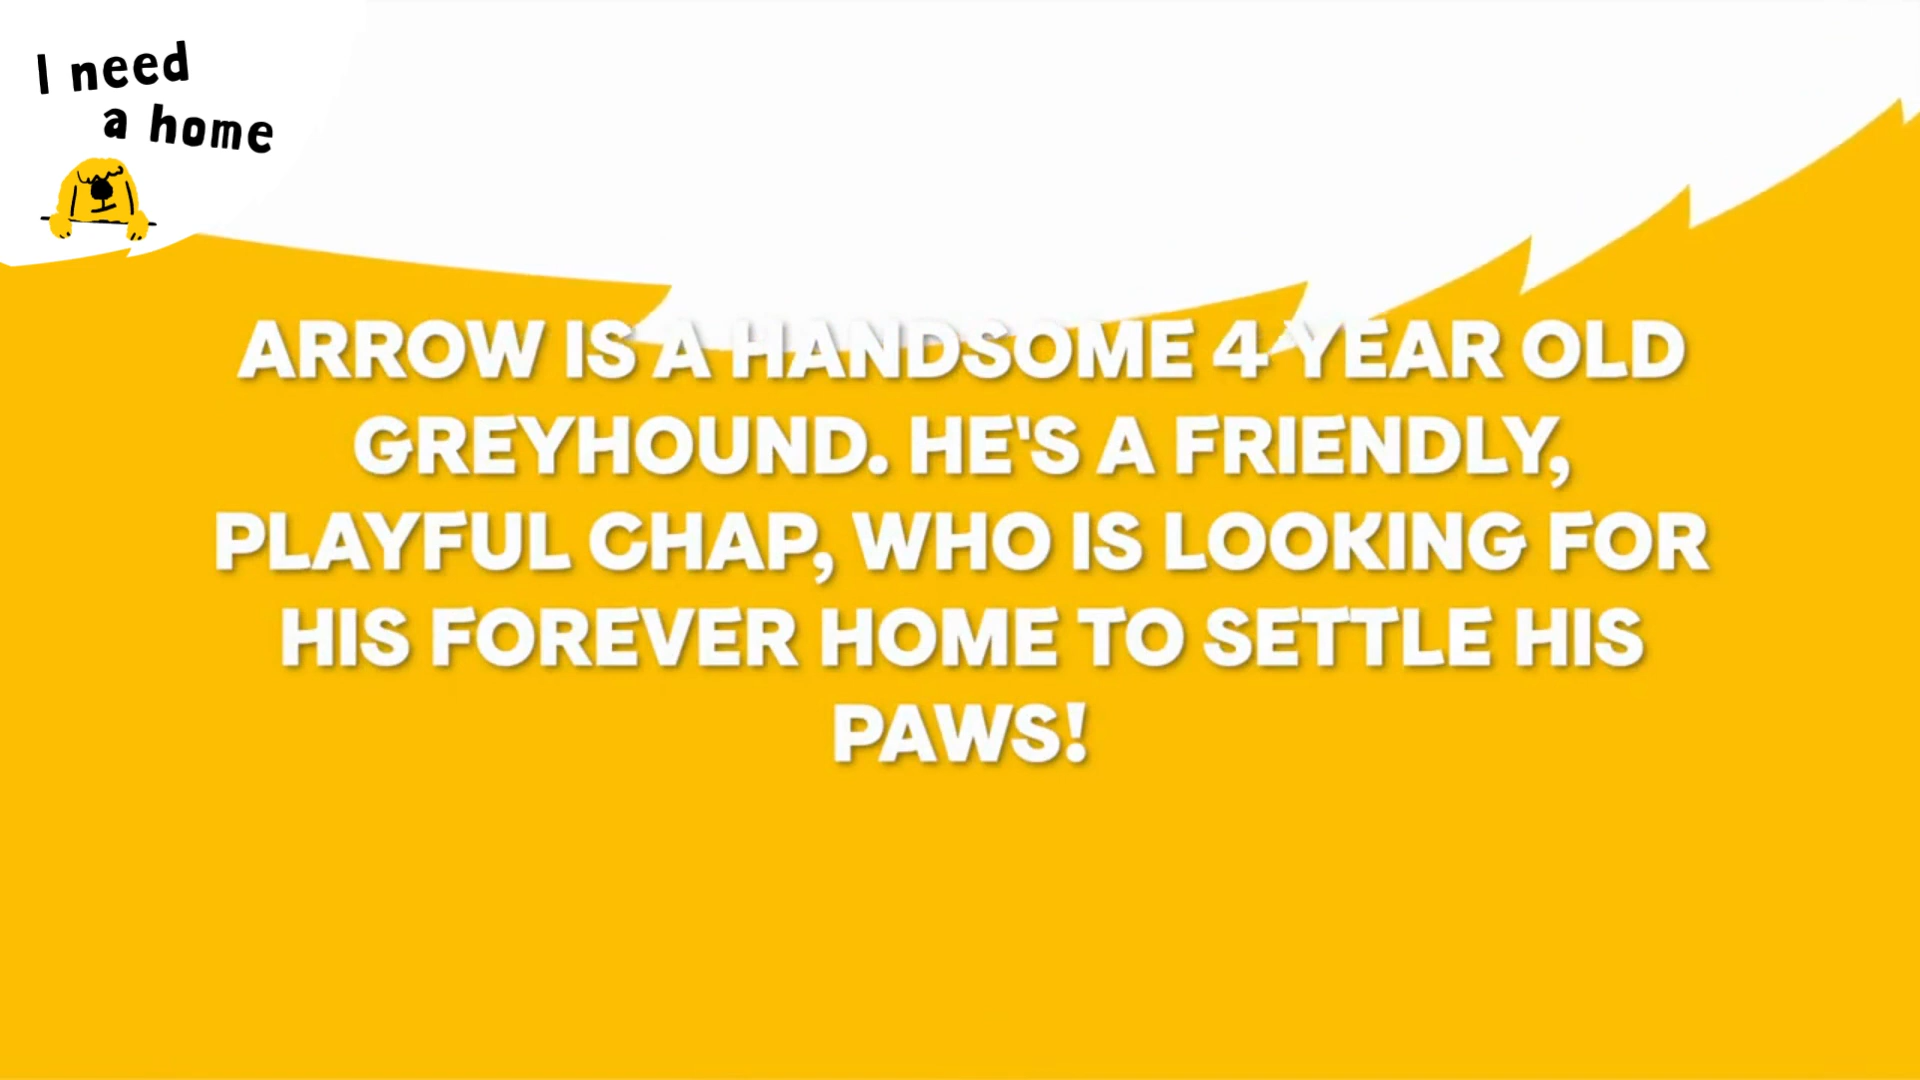 I need
a home
ARROW IS A HANDSOME 4 YEAR OLD
GREYHOUND. HE'S A FRIENDLY,
PLAYFUL CHAP, WHO IS LOOKING FOR
HIS FOREVER HOME TO SETTLE HIS
PAWS!